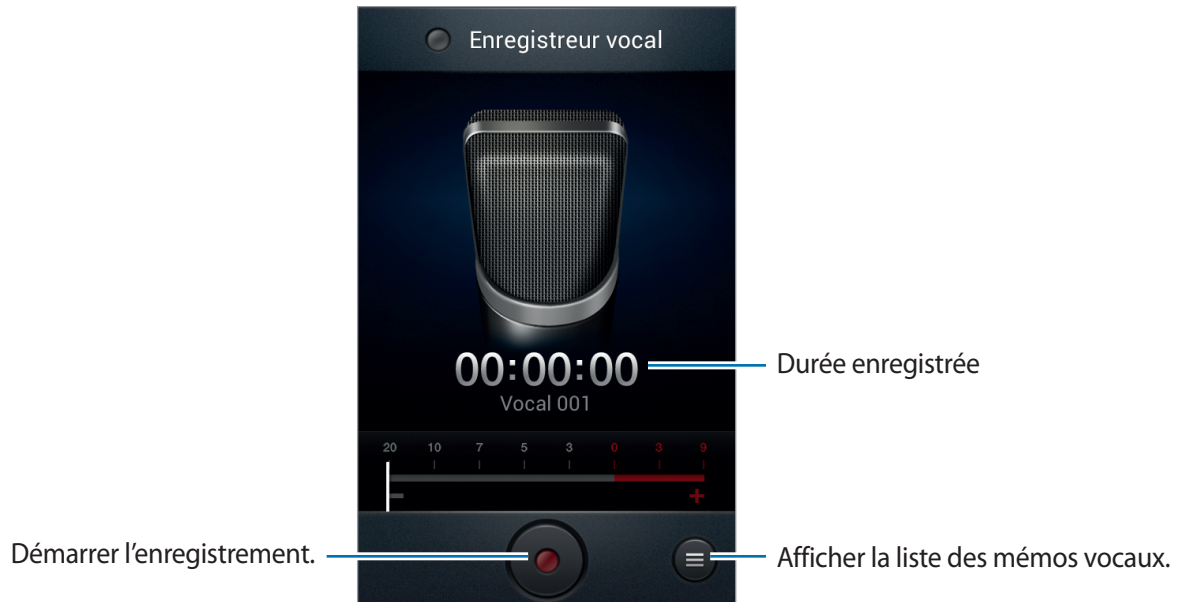 Enregistreur vocal
00:00:00
Durée enregistrée
Vocal 001
20 10 7 5 3 0 3 9
- +
Démarrer l'enregistrement.
Afficher la liste des mémos vocaux.